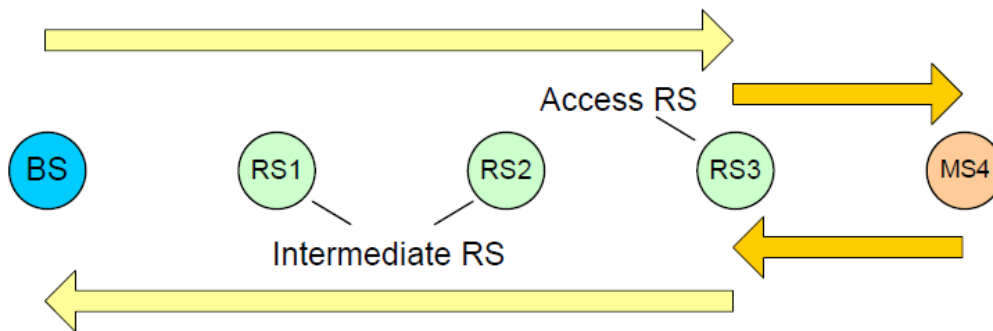 Access RS
BS
RS1
RS2
RS3
MS4
Intermediate RS